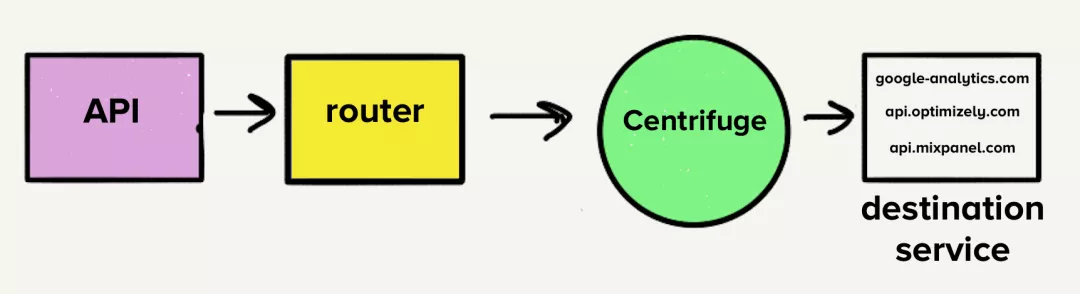 API
router
Centrifuge
google-analytics.com
api.optimizely.com
api.mixpanel.com
destination
service